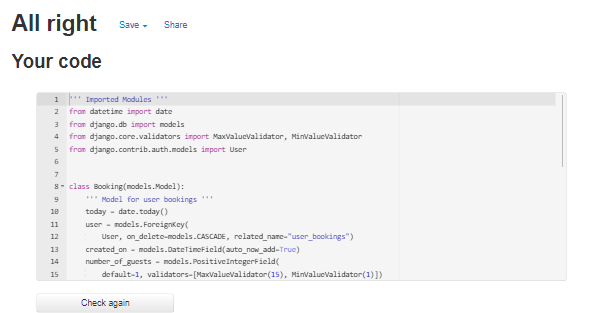 All right Save Share
Your code
1 ''' Imported Modules '''
2 from datetime import date
3 from django.db import models
4 from django.core.validators import MaxValueValidator, MinValueValidator
5 from django.contrib.auth.models import User
6
7
8 class Booking(models.Model):
9 ''' Model for user bookings '''
10 today = date.today()
11 user = models.ForeignKey(
12 User, on_delete=models.CASCADE, related_name="user_bookings")
13 created_on = models.DateTimeField(auto_now_add=True)
14 number_of_guests = models.PositiveIntegerField(
15 default=1, validators=[MaxValueValidator(15), MinValueValidator(1)])
Check again